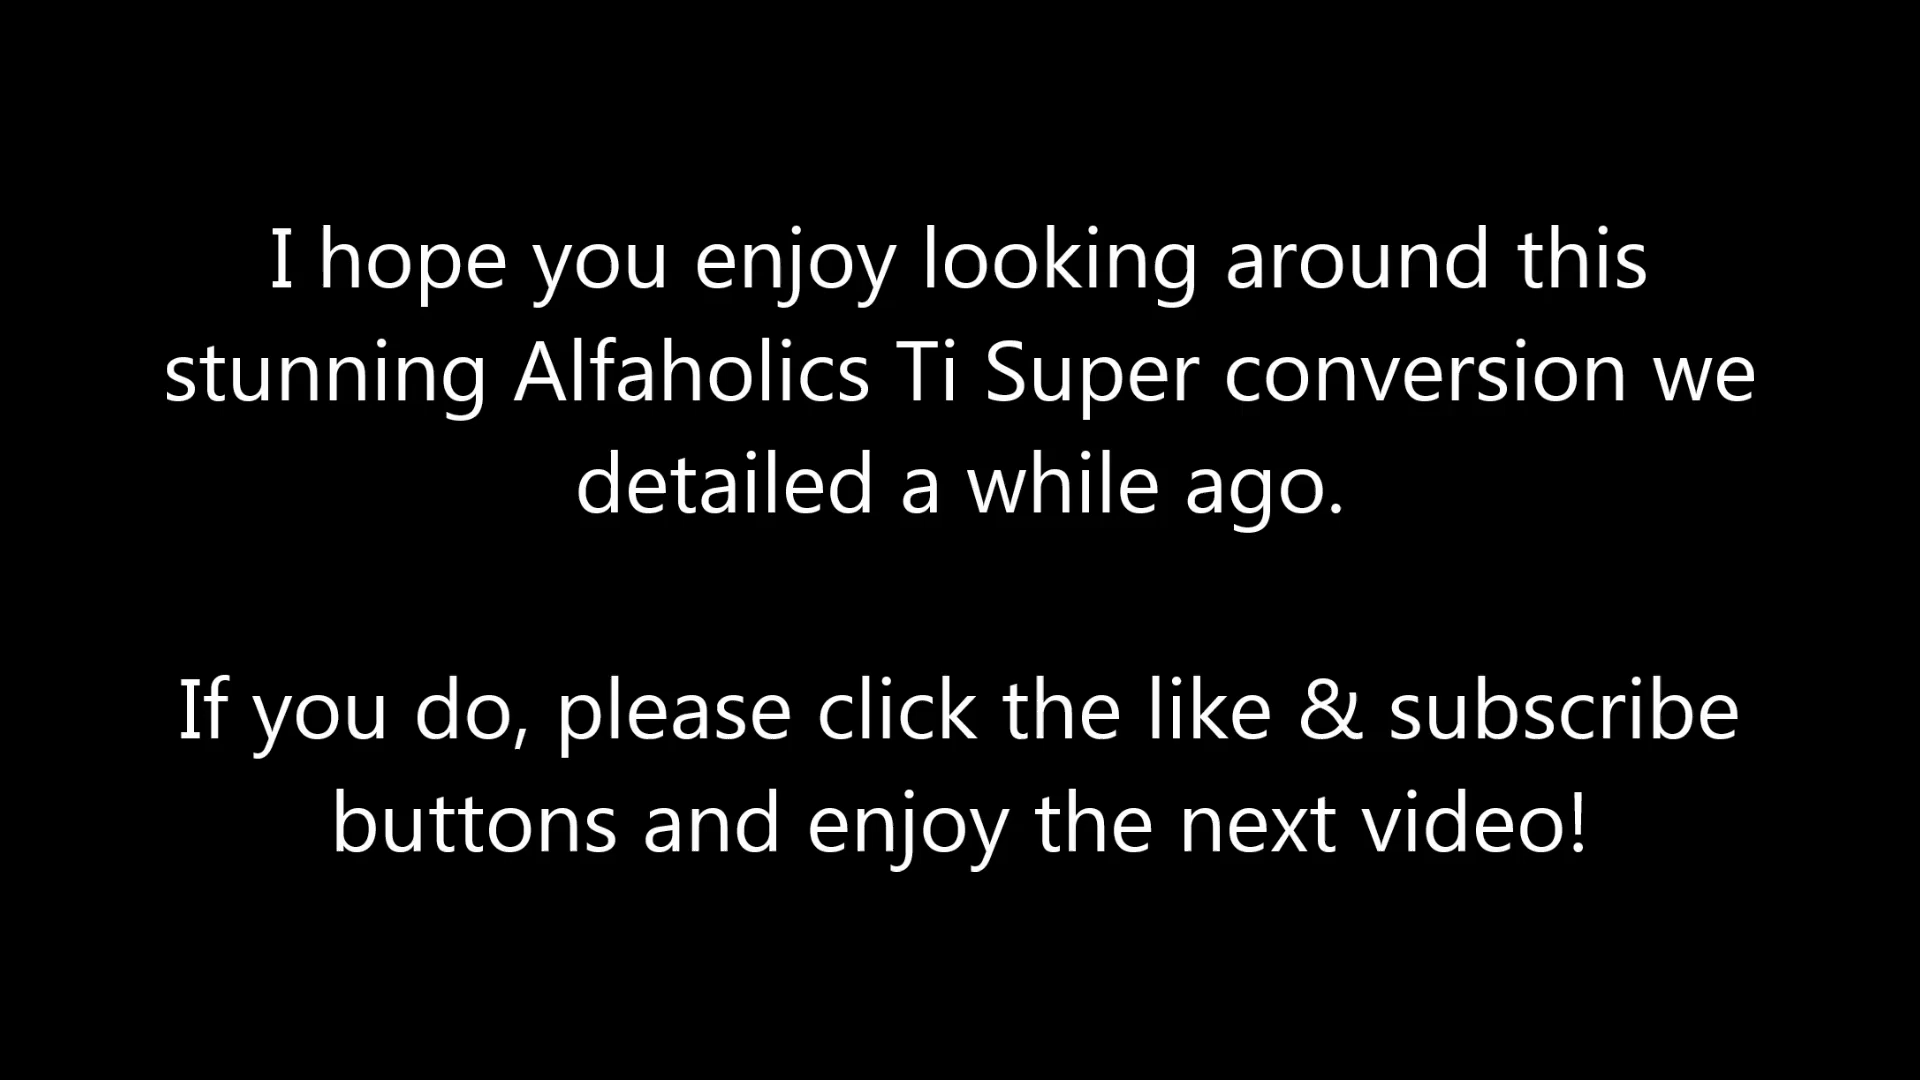 I hope you enjoy looking around this
stunning Alfaholics Ti Super conversion we
detailed a while ago.
If you do, please click the like & subscribe
buttons and enjoy the next video!